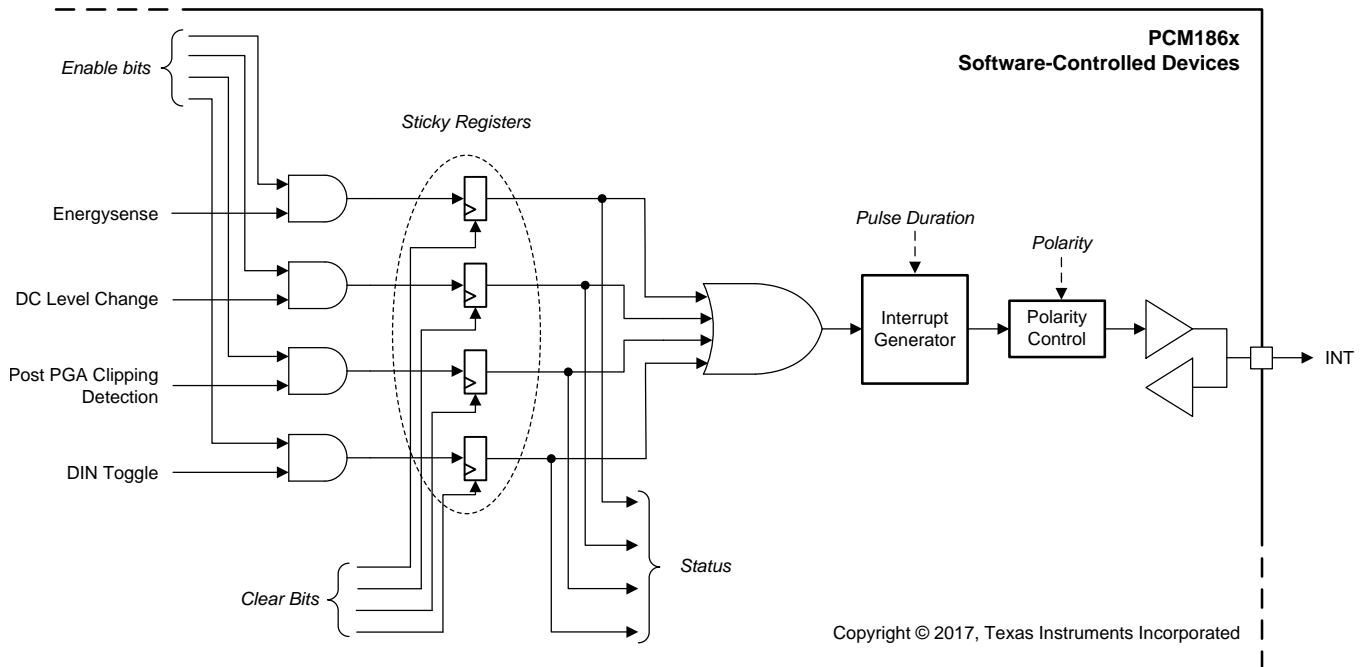 PCM186x
Software-Controlled Devices
Enable bits
Sticky Registers
Energysense
DC Level Change
Post PGA Clipping
Detection
DIN Toggle
Pulse Duration
Polarity
Interrupt
Generator
Polarity
Control
INT
Clear Bits
Status
Copyright © 2017, Texas Instruments Incorporated